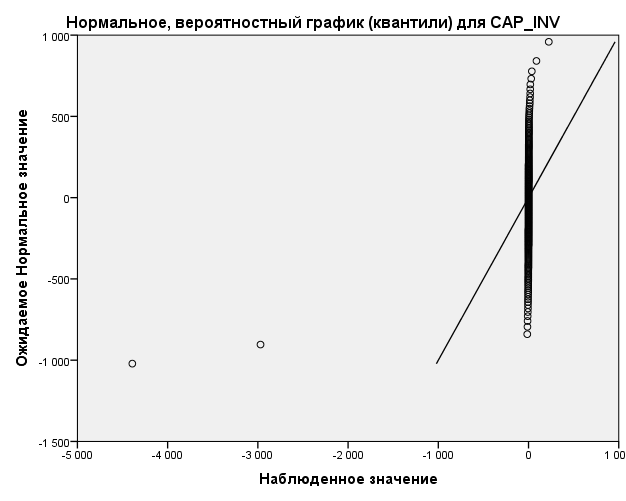 Нормальное, вероятностный график (квантили) для CAP_INV
Ожидаемое Нормальное значение
1 000
500
0
-500
-1 000
-1 500
-5 000 -4 000 -3 000 -2 000 -1 000 0 1 00
Наблюденное значение